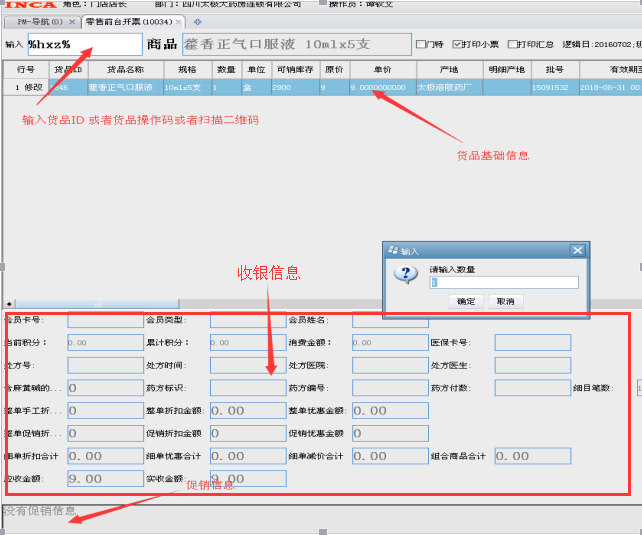 INCA 角色：门店店长 部门：四川太极大药房连锁有限公司 操作员：谭钦文
PM-导航(G) × 零售前台开票(10034) ×
输入 %hxz% 商品 藿香正气口服液 10mlx5支 门特 打印小票 打印汇总 逻辑日:20160702;班
行号 货品ID 货品名称 规格 数量 单位 可销库存 原价 单价 产地 明细产地 批号 有效期至
1 修改 藿香正气口服液 10mlx5支 1 盒 2900 9 9.0000000000 太极涪陵药厂 15091532 2018-08-31 00
输入货品ID 或者货品操作码或者扫描二维码
货品基础信息
输入
收银信息
请输入数量
1
确定 取消
会员卡号： 会员类型： 会员姓名：
当前积分： 0.00 累计积分： 0.00 消费金额： 0.00 医保卡号：
处方号： 处方时间： 处方医院： 处方医生：
含麻黄碱的... 0 药方标识： 药方编号： 药方付数： 细目笔数： 1
整单手工折... 0 整单折扣金额: 0.00 整单优惠金额: 0.00
整单促销折... 0 促销折扣金额 0 促销优惠金额 0
细单折扣合计 0.00 细单优惠合计 0.00 细单减价合计 0.00 组合商品合计 0.00
应收金额: 9.00 实收金额: 9.00
促销信息
没有促销信息